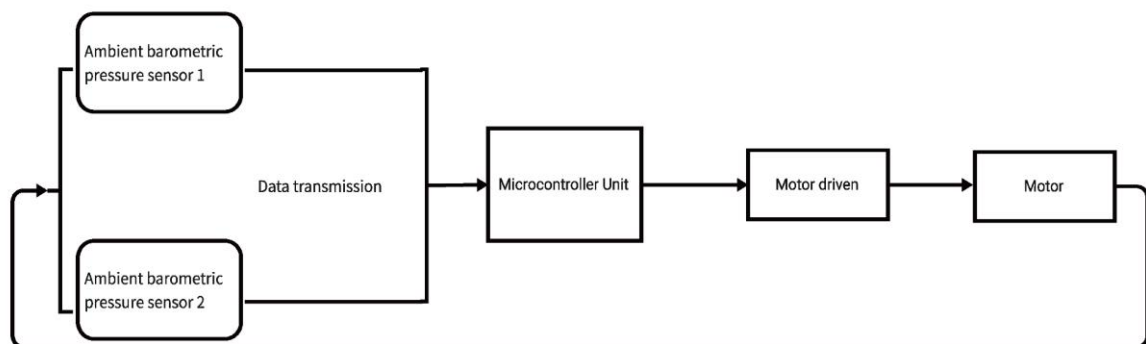 Ambient barometric
pressure sensor 1
Data transmission
Microcontroller Unit
Motor driven
Motor
Ambient barometric
pressure sensor 2